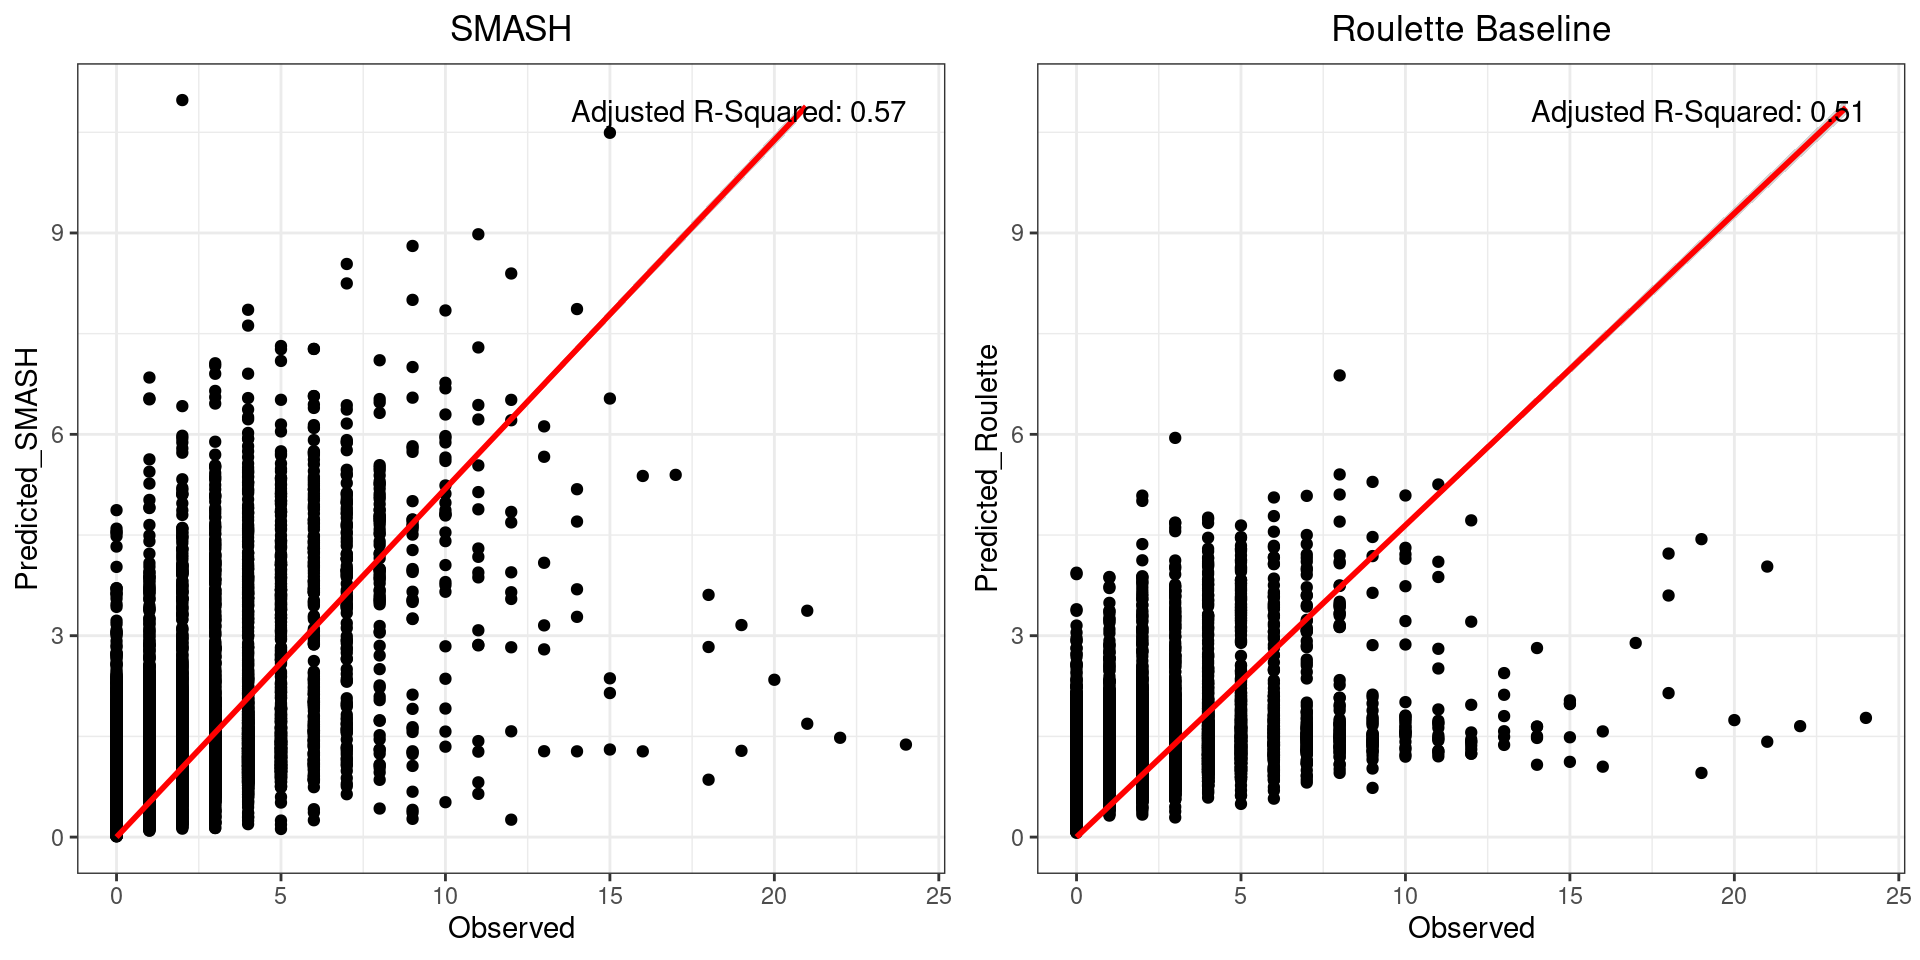 SMASH
Adjusted R-Squared: 0.57
Predicted_SMASH
9
6
3
0
0 5 10 15 20 25
Observed
Roulette Baseline
Adjusted R-Squared: 0.51
Predicted_Roulette
9
6
3
0
0 5 10 15 20 25
Observed